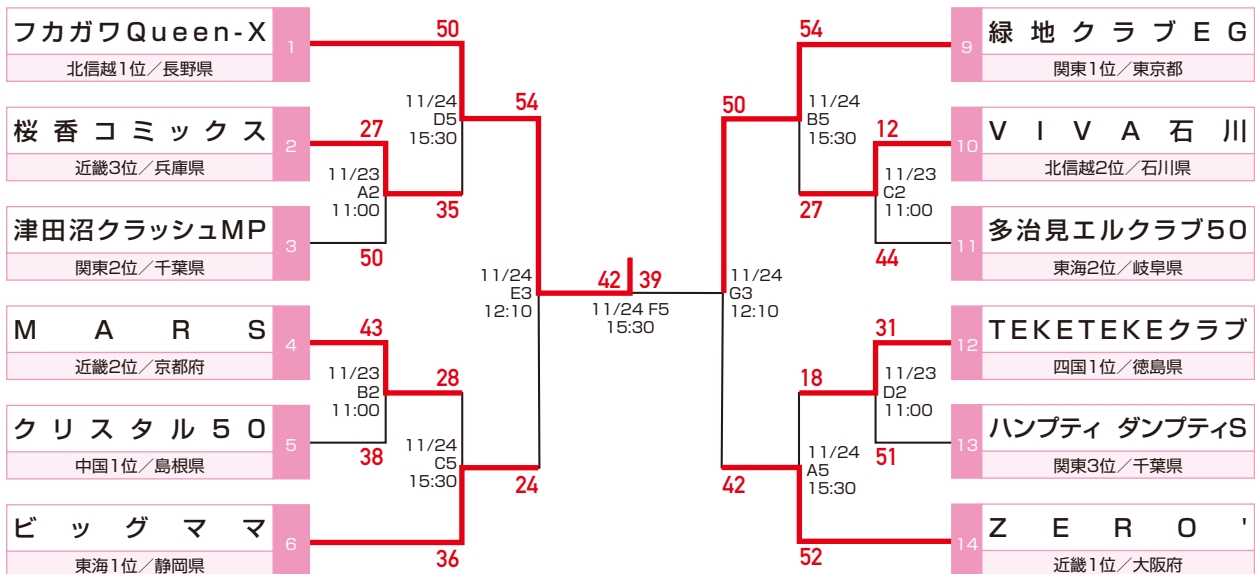 フカガワQueen-X
1
北信越1位／長野県
桜香コミックス
2
近畿3位／兵庫県
津田沼クラッシュMP
3
関東2位／千葉県
MARS
4
近畿2位／京都府
クリスタル50
5
中国1位／島根県
ビッグママ
6
東海1位／静岡県
50
27
11/23
A2
11:00
50
11/24
D5
15:30
35
54
43
11/23
B2
11:00
38
28
11/24
C5
15:30
36
24
11/24
E3
12:10
42 39
11/24 F5
15:30
11/24
G3
12:10
50
42
54
11/24
B5
15:30
27
12
11/23
C2
11:00
44
31
11/23
D2
11:00
51
18
11/24
A5
15:30
52
9
緑地クラブEG
関東1位／東京都
10
VIVA石川
北信越2位／石川県
11
多治見エルクラブ50
東海2位／岐阜県
12
TEKETEKEクラブ
四国1位／徳島県
13
ハンプティ ダンプティS
関東3位／千葉県
14
ZERO'
近畿1位／大阪府